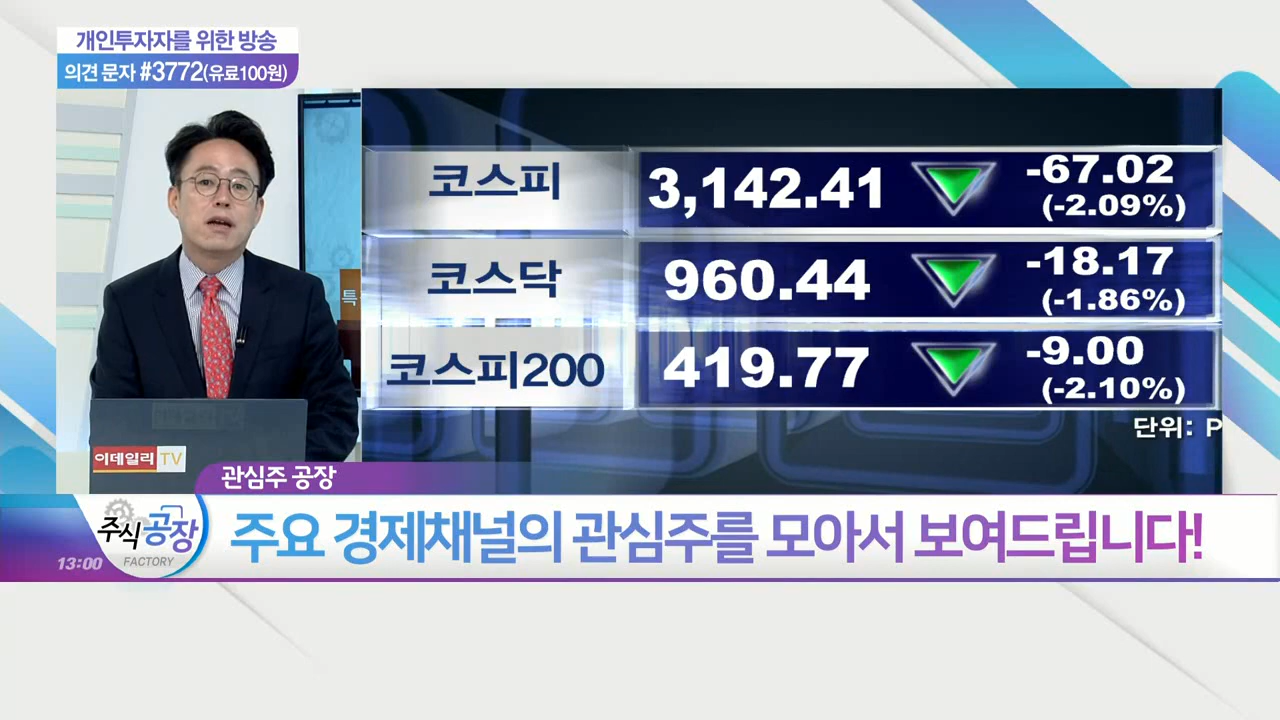 개인투자자를 위한 방송
의견 문자 #3772(유료100원)
코스피 3,142.41 -67.02 (-2.09%)
코스닥 960.44 -18.17 (-1.86%)
코스피200 419.77 -9.00 (-2.10%)
단위: P
특
이데일리 TV
관심주 공장
주식공장
FACTORY
13:00
주요 경제채널의 관심주를 모아서 보여드립니다!